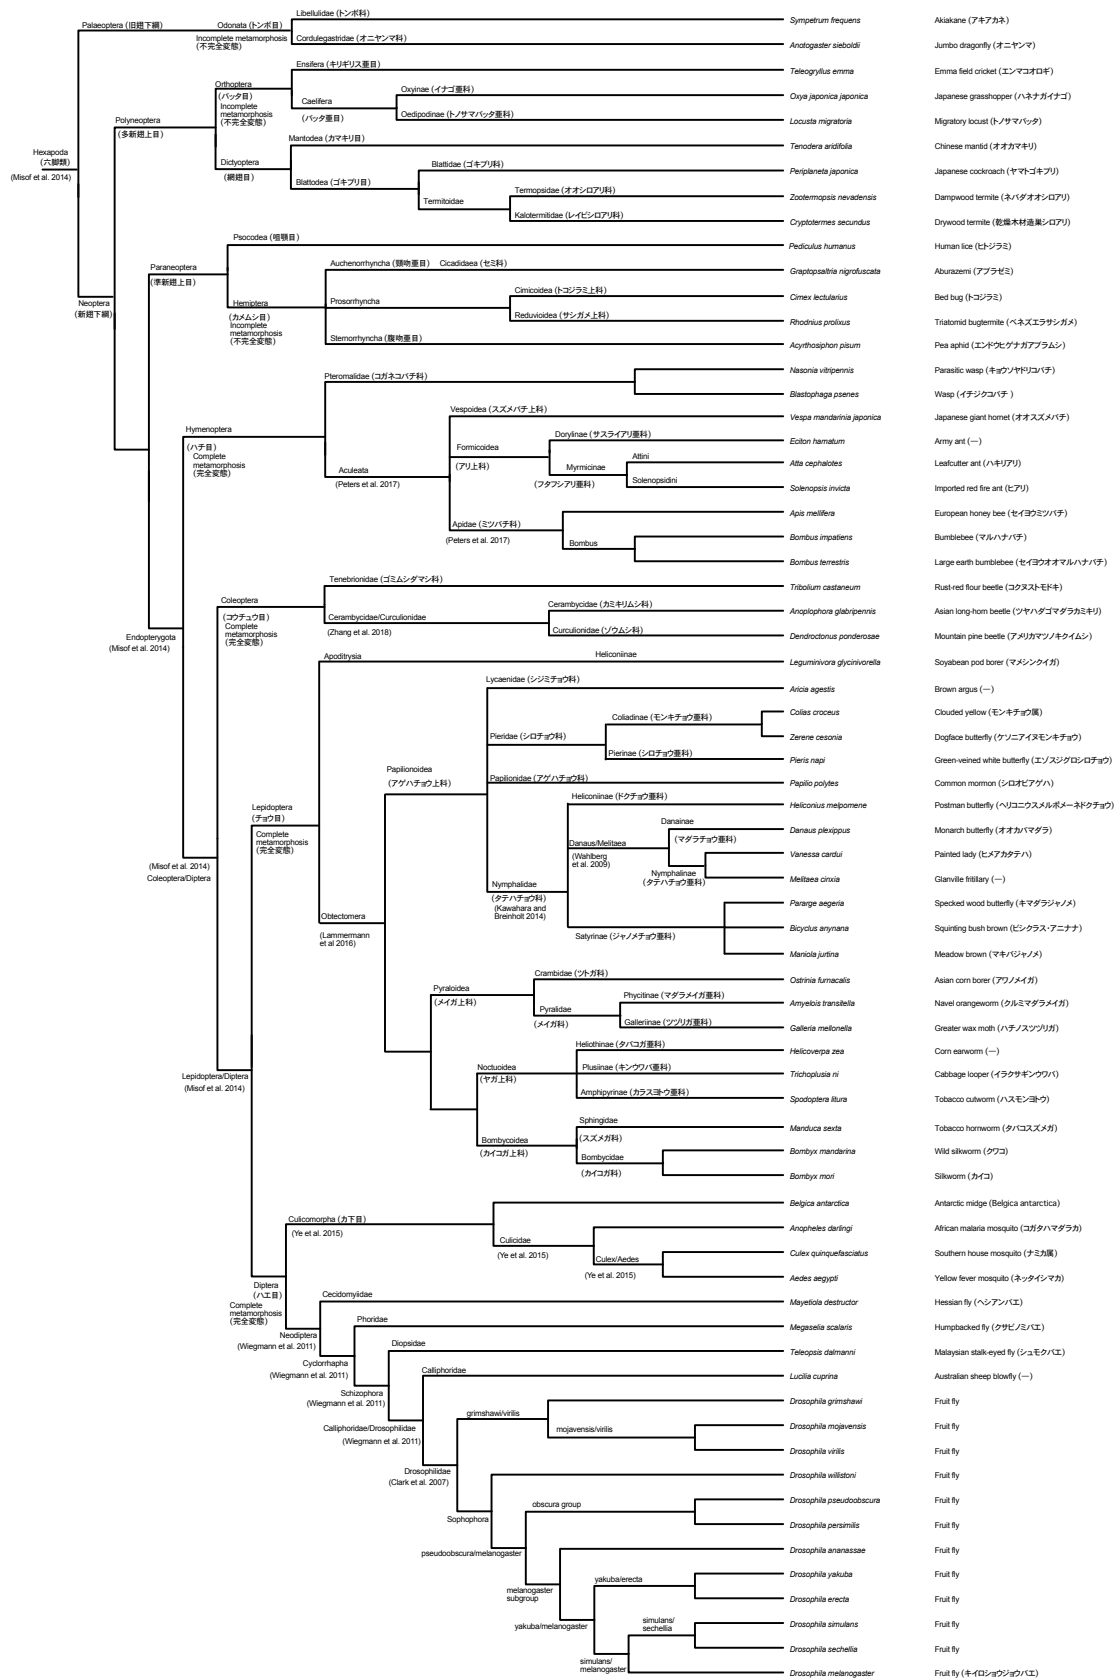 Libellulidae (トンボ科)
Palaeoptera (旧翅下綱)
Odonata (トンボ目)
Sympetrum frequens
Akiakane (アキアカネ)
Incomplete metamorphosis
(不完全変態)
Cordulegastridae (オニヤンマ科)
Anotogaster sieboldii
Jumbo dragonfly (オニヤンマ)
Ensifera (キリギリス亜目)
Teleogryllus emma
Emma field cricket (エンマコオロギ)
Orthoptera
(バッタ目)
Incomplete
metamorphosis
(不完全変態)
Caelifera
(バッタ亜目)
Oxyinae (イナゴ亜科)
Oxya japonica japonica
Japanese grasshopper (ハネナガイナゴ)
Oedipodinae (トノサマバッタ亜科)
Locusta migratoria
Migratory locust (トノサマバッタ)
Polyneoptera
(多新翅上目)
Hexapoda
(六脚類)
(Misof et al. 2014)
Mantodea (カマキリ目)
Tenodera aridifolia
Chinese mantid (オオカマキリ)
Dictyoptera
(網翅目)
Blattodea (ゴキブリ目)
Blattidae (ゴキブリ科)
Periplaneta japonica
Japanese cockroach (ヤマトゴキブリ)
Termitoidae
Termopsidae (オオシロアリ科)
Zootermopsis nevadensis
Dampwood termite (ネバダオオシロアリ)
Kalotermitidae (レイビシロアリ科)
Cryptotermes secundus
Drywood termite (乾燥木材造巣シロアリ)
Psocodea (咀顎目)
Pediculus humanus
Human lice (ヒトジラミ)
Paraneoptera
(準新翅上目)
Auchenorrhyncha (頸吻亜目)
Cicadidaea (セミ科)
Graptopsaltria nigrofuscata
Aburazemi (アブラゼミ)
Neoptera
(新翅下綱)
Hemiptera
(カメムシ目)
Incomplete
metamorphosis
(不完全変態)
Prosorrhyncha
Cimicoidea (トコジラミ上科)
Cimex lectularius
Bed bug (トコジラミ)
Reduvioidea (サシガメ上科)
Rhodnius prolixus
Triatomid bugtermite (ベネズエラサシガメ)
Sternorrhyncha (腹吻亜目)
Acyrthosiphon pisum
Pea aphid (エンドウヒゲナガアブラムシ)
Pteromalidae (コガネコバチ科)
Nasonia vitripennis
Parasitic wasp (キョウソヤドリコバチ)
Blastophaga psenes
Wasp (イチジクコバチ )
Hymenoptera
(ハチ目)
Complete
metamorphosis
(完全変態)
Vespoidea (スズメバチ上科)
Vespa mandarinia japonica
Japanese giant hornet (オオスズメバチ)
Formicoidea
(アリ上科)
Dorylinae (サスライアリ亜科)
Eciton hamatum
Army ant (—)
Aculeata
(Peters et al. 2017)
Myrmicinae
(フタフシアリ亜科)
Attini
Atta cephalotes
Leafcutter ant (ハキリアリ)
Solenopsidini
Solenopsis invicta
Imported red fire ant (ヒアリ)
Apidae (ミツバチ科)
(Peters et al. 2017)
Apis mellifera
European honey bee (セイヨウミツバチ)
Bombus
Bombus impatiens
Bumblebee (マルハナバチ)
Bombus terrestris
Large earth bumblebee (セイヨウオオマルハナバチ)
Endopterygota
(Misof et al. 2014)
Tenebrionidae (ゴミムシダマシ科)
Tribolium castaneum
Rust-red flour beetle (コクヌストモドキ)
Coleoptera
(コウチュウ目)
Complete
metamorphosis
(完全変態)
Cerambycidae/Curculionidae
(Zhang et al. 2018)
Cerambycidae (カミキリムシ科)
Anoplophora glabripennis
Asian long-horn beetle (ツヤハダゴマダラカミキリ)
Curculionidae (ゾウムシ科)
Dendroctonus ponderosae
Mountain pine beetle (アメリカマツノキクイムシ)
Apoditrysia
Heliconiinae
Leguminivora glycinivorella
Soyabean pod borer (マメシンクイガ)
Lycaenidae (シジミチョウ科)
Aricia agestis
Brown argus (—)
Coliadinae (モンキチョウ亜科)
Colias croceus
Clouded yellow (モンキチョウ属)
Pieridae (シロチョウ科)
Zerene cesonia
Dogface butterfly (ケソニアイヌモンキチョウ)
Pierinae (シロチョウ亜科)
Pieris napi
Green-veined white butterfly (エゾスジグロシロチョウ)
Papilionoidea
(アゲハチョウ上科)
Papilionidae (アゲハチョウ科)
Papilio polytes
Common mormon (シロオビアゲハ)
Lepidoptera
(チョウ目)
Complete
metamorphosis
(完全変態)
Heliconiinae (ドクチョウ亜科)
Heliconius melpomene
Postman butterfly (ヘリコニウスメルポメーネドクチョウ)
Danainae
(マダラチョウ亜科)
Danaus plexippus
Monarch butterfly (オオカバマダラ)
Danaus/Melitaea
(Wahlberg
et al. 2009)
Vanessa cardui
Painted lady (ヒメアカタテハ)
Nymphalinae
(タテハチョウ亜科)
Melitaea cinxia
Glanville fritillary (—)
(Misof et al. 2014)
Coleoptera/Diptera
Nymphalidae
(タテハチョウ科)
(Kawahara and
Breinholt 2014)
Pararge aegeria
Specked wood butterfly (キマダラジャノメ)
Satyrinae (ジャノメチョウ亜科)
Bicyclus anynana
Squinting bush brown (ビシクラス・アニナナ)
Maniola jurtina
Meadow brown (マキバジャノメ)
Obtectomera
(Lammermann
et al 2016)
Crambidae (ツトガ科)
Ostrinia furnacalis
Asian corn borer (アワノメイガ)
Pyraloidea
(メイガ上科)
Pyralidae
(メイガ科)
Phycitinae (マダラメイガ亜科)
Amyelois transitella
Navel orangeworm (クルミマダラメイガ)
Galleriinae (ツヅリガ亜科)
Galleria mellonella
Greater wax moth (ハチノスツヅリガ)
Heliothinae (タバコガ亜科)
Helicoverpa zea
Corn earworm (—)
Lepidoptera/Diptera
(Misof et al. 2014)
Noctuoidea
(ヤガ上科)
Plusiinae (キンウワバ亜科)
Trichoplusia ni
Cabbage looper (イラクサギンウワバ)
Amphipyrinae (カラスヨトウ亜科)
Spodoptera litura
Tobacco cutworm (ハスモンヨトウ)
Sphingidae
(スズメガ科)
Manduca sexta
Tobacco hornworm (タバコスズメガ)
Bombycoidea
(カイコガ上科)
Bombycidae
(カイコガ科)
Bombyx mandarina
Wild silkworm (クワコ)
Bombyx mori
Silkworm (カイコ)
Belgica antarctica
Antarctic midge (Belgica antarctica)
Culicomorpha (カ下目)
(Ye et al. 2015)
Culicidae
(Ye et al. 2015)
Anopheles darlingi
African malaria mosquito (コガタハマダラカ)
Culex/Aedes
(Ye et al. 2015)
Culex quinquefasciatus
Southern house mosquito (ナミカ属)
Aedes aegypti
Yellow fever mosquito (ネッタイシマカ)
Diptera
(ハエ目)
Complete
metamorphosis
(完全変態)
Cecidomyiidae
Mayetiola destructor
Hessian fly (ヘシアンバエ)
Neodiptera
(Wiegmann et al. 2011)
Phoridae
Megaselia scalaris
Humpbacked fly (クサビノミバエ)
Cyclorrhapha
(Wiegmann et al. 2011)
Diopsidae
Teleopsis dalmanni
Malaysian stalk-eyed fly (シュモクバエ)
Schizophora
(Wiegmann et al. 2011)
Calliphoridae
Lucilia cuprina
Australian sheep blowfly (—)
Calliphoridae/Drosophilidae
(Wiegmann et al. 2011)
grimshawi/virilis
Drosophila grimshawi
Fruit fly
mojavensis/virilis
Drosophila mojavensis
Fruit fly
Drosophila virilis
Fruit fly
Drosophilidae
(Clark et al. 2007)
Drosophila willistoni
Fruit fly
Sophophora
obscura group
Drosophila pseudoobscura
Fruit fly
Drosophila persimilis
Fruit fly
pseudoobscura/melanogaster
Drosophila ananassae
Fruit fly
melanogaster
subgroup
yakuba/erecta
Drosophila yakuba
Fruit fly
Drosophila erecta
Fruit fly
yakuba/melanogaster
simulans/
sechellia
Drosophila simulans
Fruit fly
Drosophila sechellia
Fruit fly
simulans/
melanogaster
Drosophila melanogaster
Fruit fly (キイロショウジョウバエ)